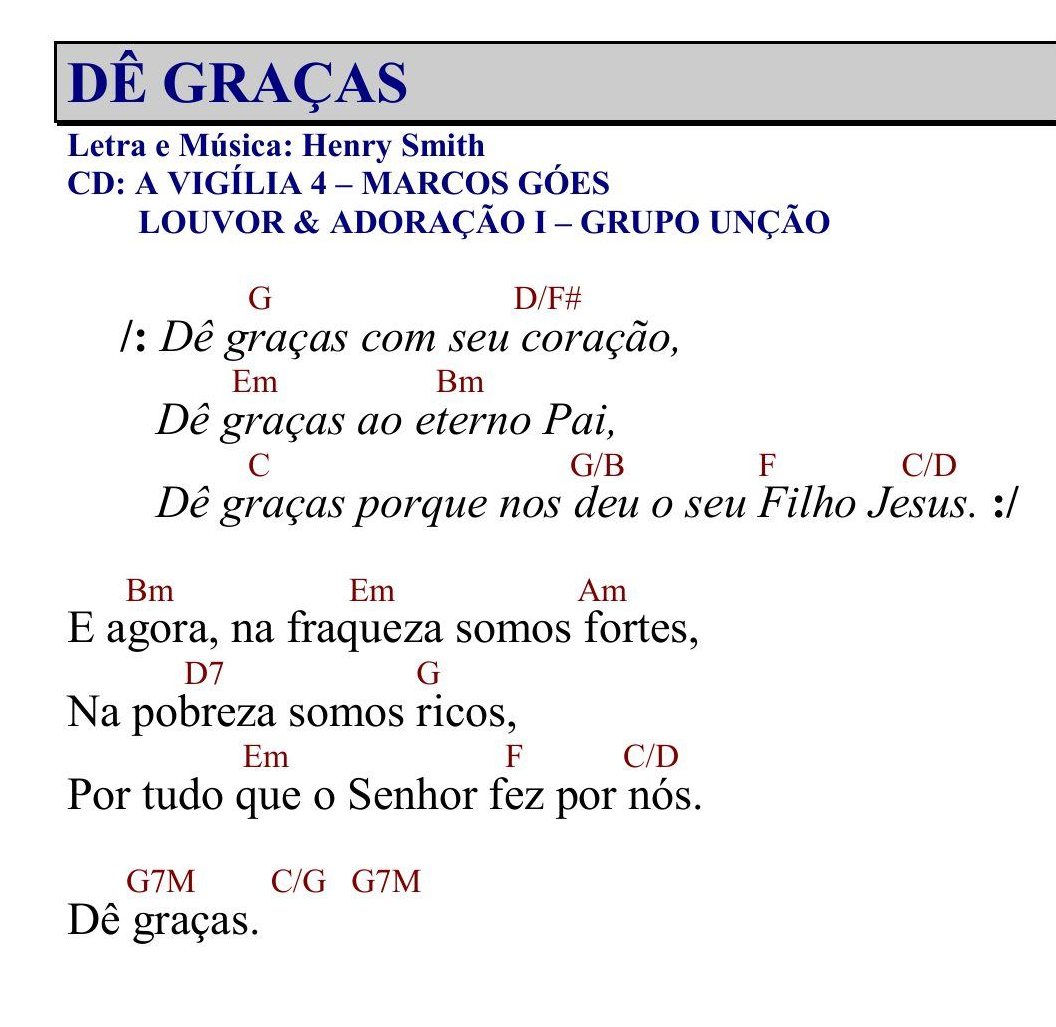 DÊ GRAÇAS
Letra e Música: Henry Smith
CD: A VIGÍLIA 4 – MARCOS GÓES
LOUVOR & ADORAÇÃO I – GRUPO UNÇÃO
G D/F#
/: Dê graças com seu coração,
Em Bm
Dê graças ao eterno Pai,
C G/B F C/D
Dê graças porque nos deu o seu Filho Jesus. :/
Bm Em Am
E agora, na fraqueza somos fortes,
D7 G
Na pobreza somos ricos,
Em F C/D
Por tudo que o Senhor fez por nós.
G7M C/G G7M
Dê graças.